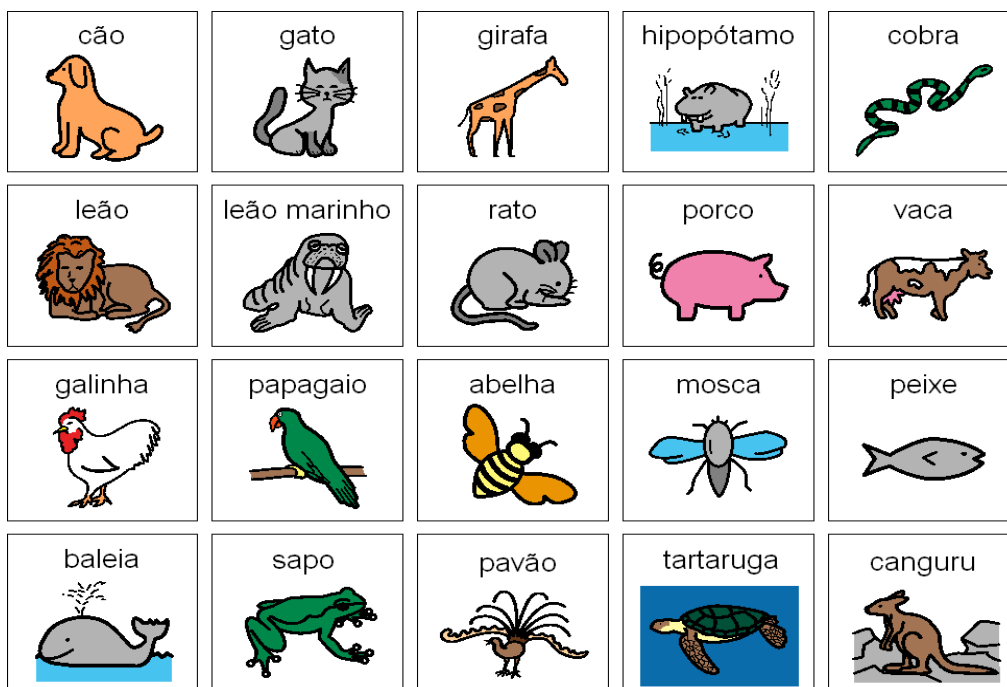 cão
gato
girafa
hipopótamo
cobra
leão
leão marinho
rato
porco
vaca
galinha
papagaio
abelha
mosca
peixe
baleia
sapo
pavão
tartaruga
canguru